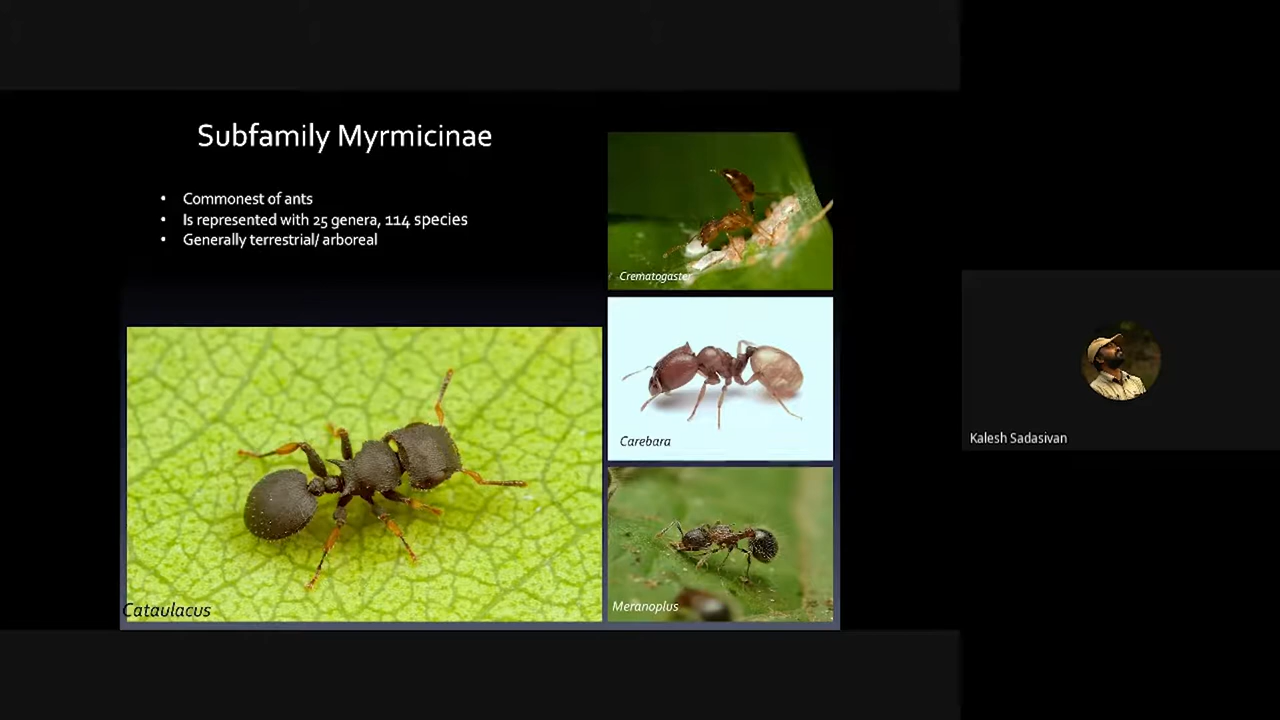 Subfamily Myrmicinae
• Commonest of ants
• Is represented with 25 genera, 114 species
• Generally terrestrial/ arboreal
Crematogaster
Carebara
Meranoplus
Cataulacus
Kalesh Sadasivan